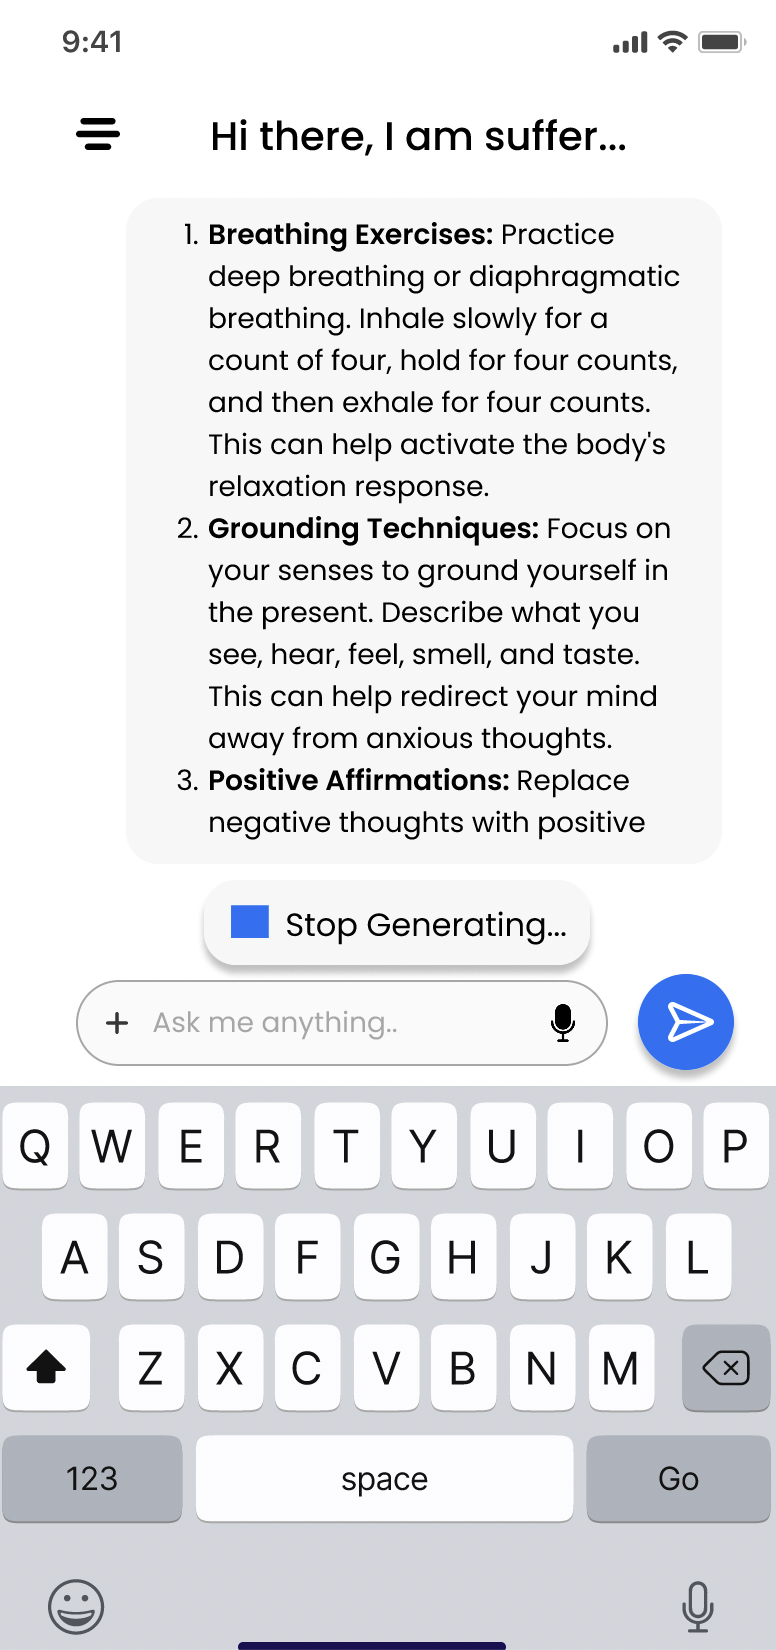 9:41
Hi there, I am suffer...
1. Breathing Exercises: Practice
deep breathing or diaphragmatic
breathing. Inhale slowly for a
count of four, hold for four counts,
and then exhale for four counts.
This can help activate the body's
relaxation response.
2. Grounding Techniques: Focus on
your senses to ground yourself in
the present. Describe what you
see, hear, feel, smell, and taste.
This can help redirect your mind
away from anxious thoughts.
3. Positive Affirmations: Replace
negative thoughts with positive
Stop Generating...
Ask me anything..
Q W E R T Y U I O P
A S D F G H J K L
Z X C V B N M
123 space Go